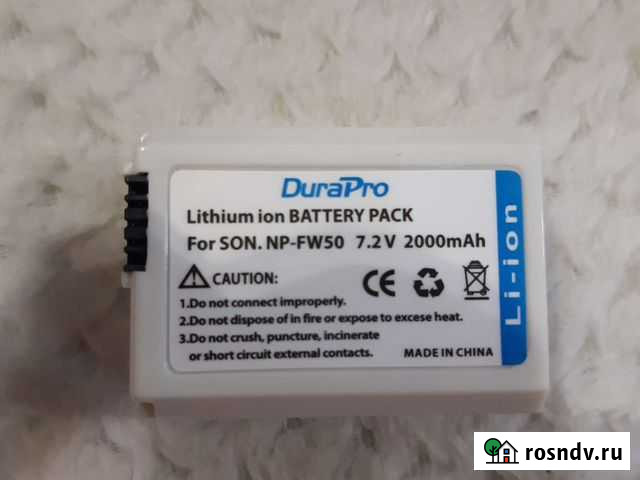 DuraPro
Lithium ion BATTERY PACK
For SON. NP-FW50 7.2V 2000mAh
CAUTION:
1.Do not connect improperly.
2.Do not dispose of in fire or expose to excese heat.
3.Do not crush, puncture, incinerate
or short circuit external contacts.
MADE IN CHINA
Li-ion
rosndv.ru